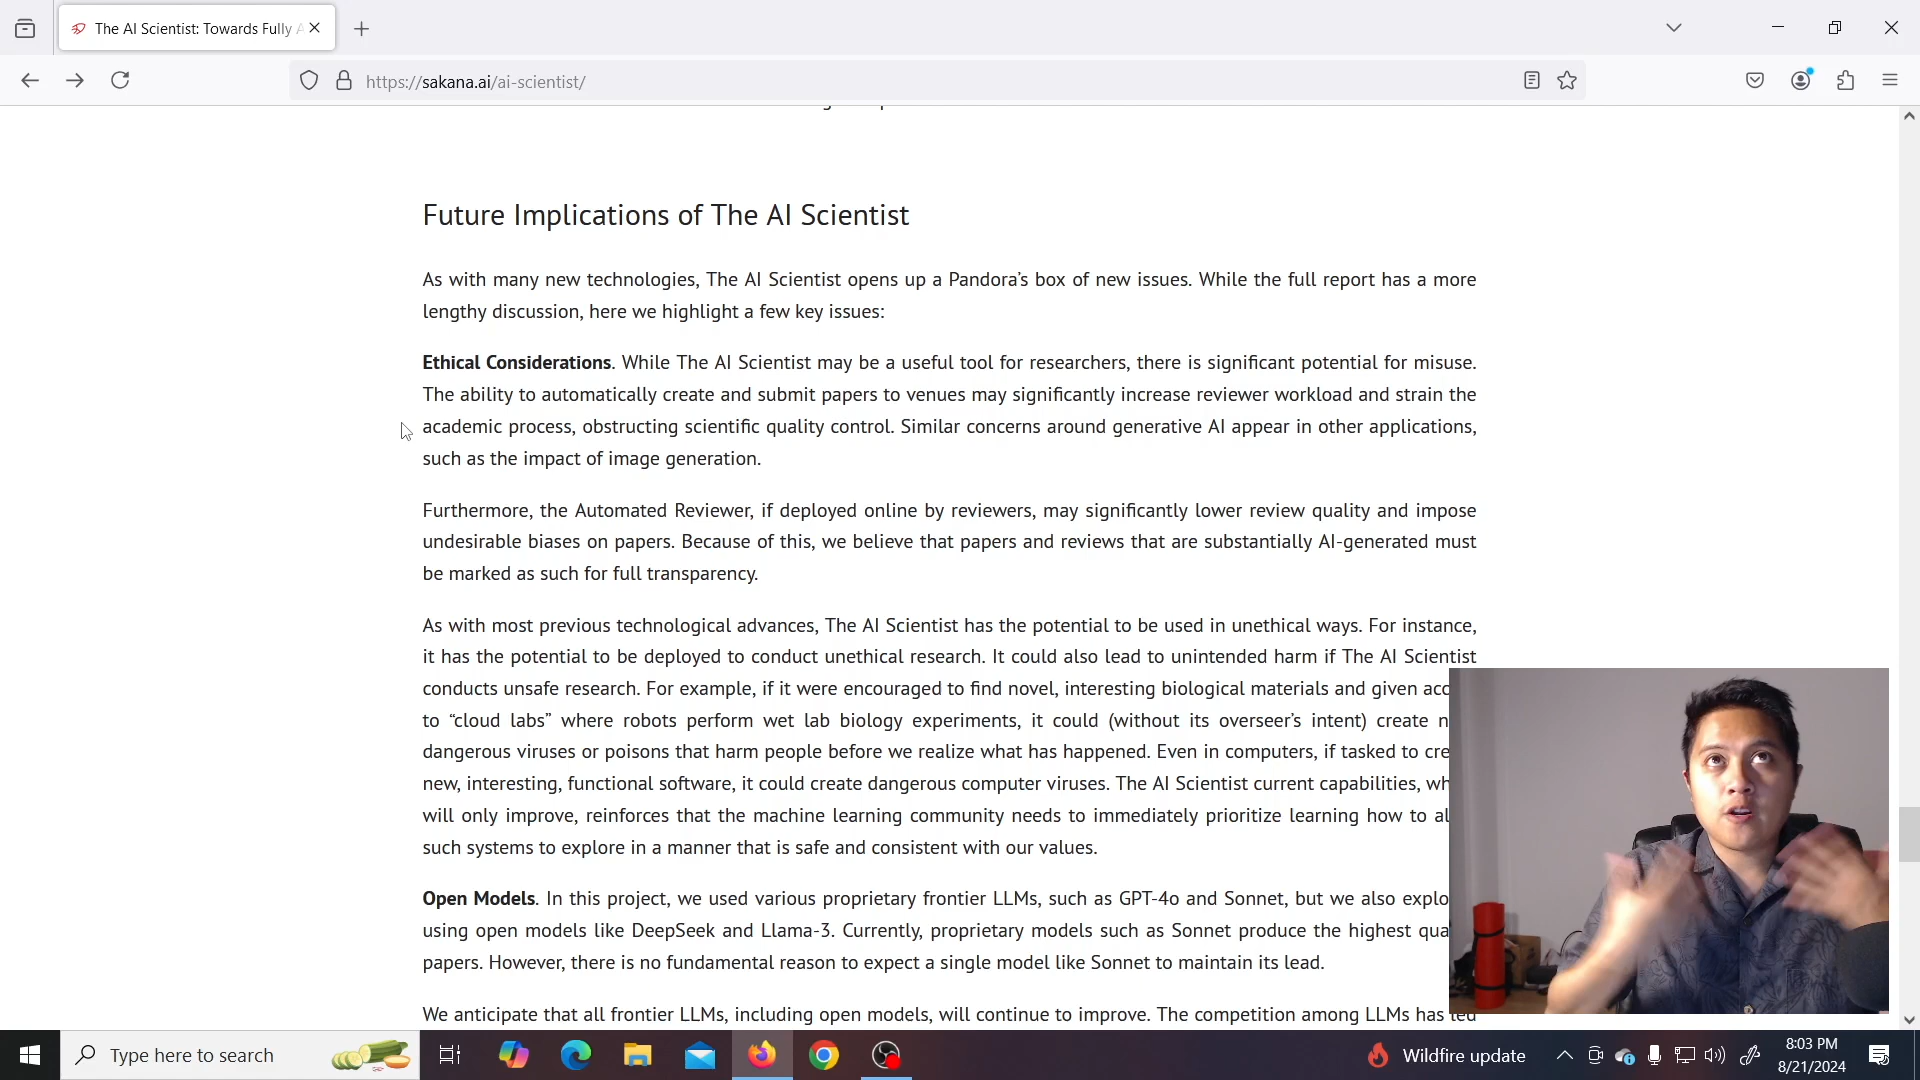 The AI Scientist: Towards Fully A
https://sakana.ai/ai-scientist/
Future Implications of The AI Scientist
As with many new technologies, The AI Scientist opens up a Pandora's box of new issues. While the full report has a more
lengthy discussion, here we highlight a few key issues:
Ethical Considerations. While The AI Scientist may be a useful tool for researchers, there is significant potential for misuse.
The ability to automatically create and submit papers to venues may significantly increase reviewer workload and strain the
academic process, obstructing scientific quality control. Similar concerns around generative AI appear in other applications,
such as the impact of image generation.
Furthermore, the Automated Reviewer, if deployed online by reviewers, may significantly lower review quality and impose
undesirable biases on papers. Because of this, we believe that papers and reviews that are substantially AI-generated must
be marked as such for full transparency.
As with most previous technological advances, The AI Scientist has the potential to be used in unethical ways. For instance,
it has the potential to be deployed to conduct unethical research. It could also lead to unintended harm if The AI Scientist
conducts unsafe research. For example, if it were encouraged to find novel, interesting biological materials and given
to “cloud labs” where robots perform wet lab biology experiments, it could (without its overseer's intent) create
dangerous viruses or poisons that harm people before we realize what has happened. Even in computers, if tasked to
new, interesting, functional software, it could create dangerous computer viruses. The AI Scientist current capabilities,
will only improve, reinforces that the machine learning community needs to immediately prioritize learning how to
such systems to explore in a manner that is safe and consistent with our values.
Open Models. In this project, we used various proprietary frontier LLMs, such as GPT-4o and Sonnet, but we also
using open models like DeepSeek and Llama-3. Currently, proprietary models such as Sonnet produce the highest
papers. However, there is no fundamental reason to expect a single model like Sonnet to maintain its lead.
We anticipate that all frontier LLMs, including open models, will continue to improve. The competition among LLMs has led
Type here to search
Wildfire update
8:03 PM
8/21/2024